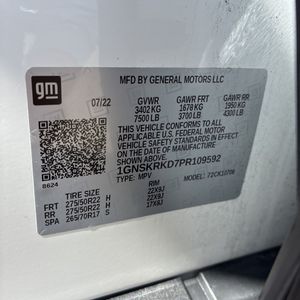 gm
MFD BY GENERAL MOTORS LLC
07/22
GVWR GAWR FRT GAWR RR
3402 KG 1678 KG 1950 KG
7500 LB 3700 LB 4300 LB
THIS VEHICLE CONFORMS TO ALL
APPLICABLE U.S. FEDERAL MOTOR
VEHICLE SAFETY STANDARDS IN EFFECT
ON THE DATE OF MANUFACTURE
SHOWN ABOVE.
1GNSKRKD7PR109592
TYPE: MPV MODEL: 72CK10706
8624
TIRE SIZE RIM
FRT 275/50R22 H 22X9J
RR 275/50R22 H 22X9J
SPA 265/70R17 S 17X8J